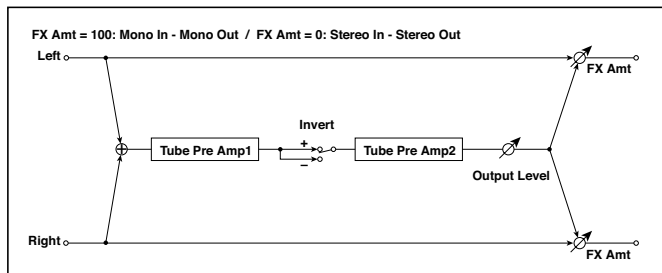 FX Amt = 100: Mono In - Mono Out / FX Amt = 0: Stereo In - Stereo Out
Left
FX Amt
Invert
+
Tube Pre Amp1
Tube Pre Amp2
−
Output Level
Right
FX Amt